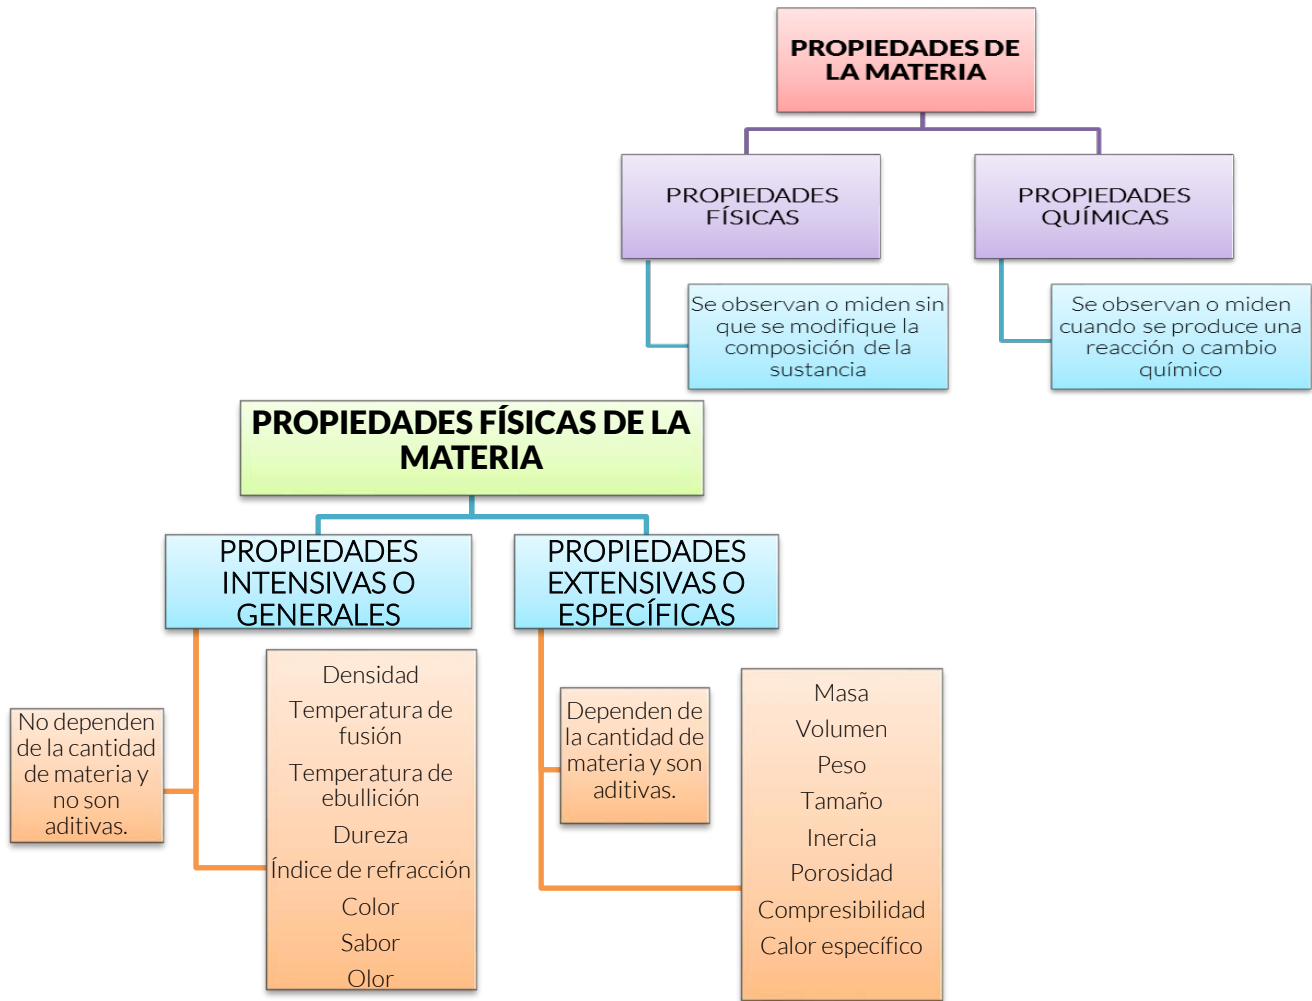 PROPIEDADES DE
LA MATERIA
PROPIEDADES
FÍSICAS
PROPIEDADES
QUÍMICAS
Se observan o miden sin
que se modifique la
composición de la
sustancia
Se observan o miden
cuando se produce una
reacción o cambio
químico
PROPIEDADES FÍSICAS DE LA
MATERIA
PROPIEDADES
INTENSIVAS O
GENERALES
PROPIEDADES
EXTENSIVAS O
ESPECÍFICAS
No dependen
de la cantidad
de materia y
no son
aditivas.
Densidad
Temperatura de
fusión
Temperatura de
ebullición
Dureza
Índice de refracción
Color
Sabor
Olor
Dependen de
la cantidad de
materia y son
aditivas.
Masa
Volumen
Peso
Tamaño
Inercia
Porosidad
Compresibilidad
Calor específico